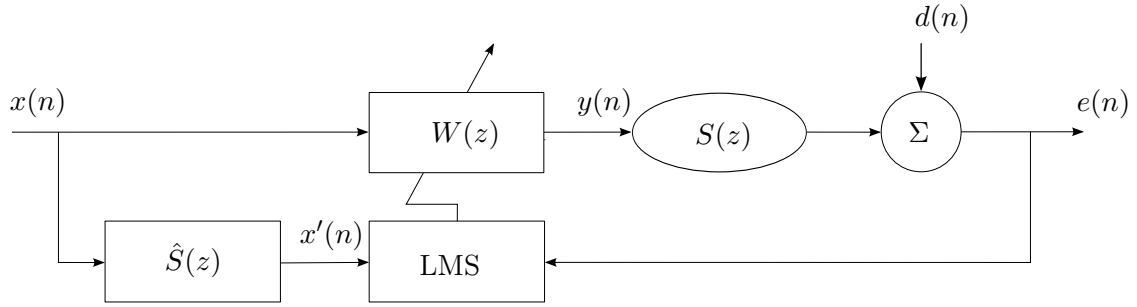 d(n)
x(n)
y(n)
e(n)
W(z)
S(z)
Σ
x′(n)
Ŝ(z)
LMS